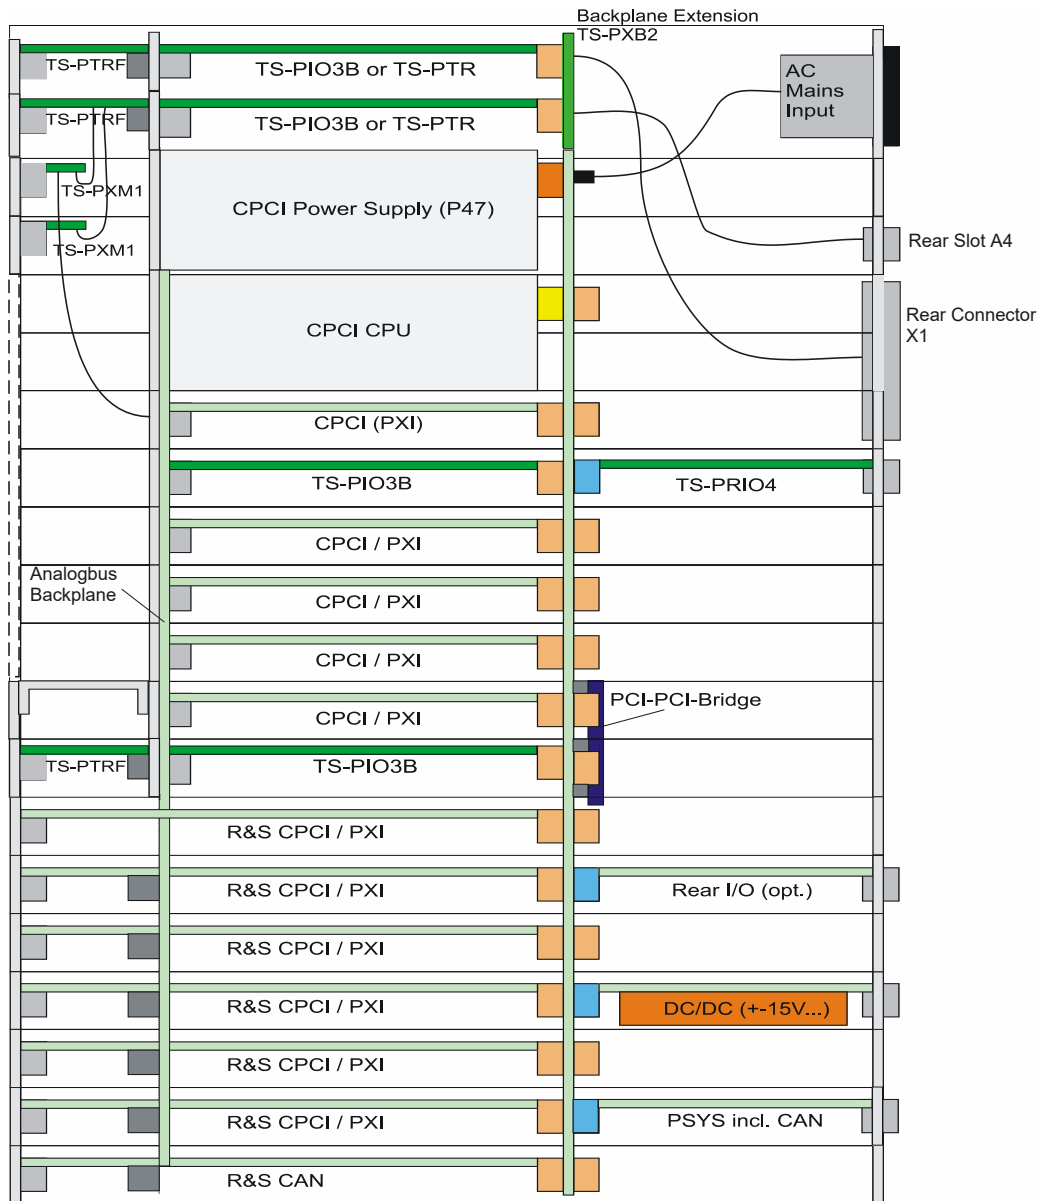 Backplane Extension
TS-PXB2
TS-PTRF
TS-PIO3B or TS-PTR
AC
Mains
Input
TS-PTRF
TS-PIO3B or TS-PTR
TS-PXM1
CPCI Power Supply (P47)
TS-PXM1
Rear Slot A4
CPCI CPU
Rear Connector
X1
CPCI (PXI)
TS-PIO3B
TS-PRIO4
CPCI / PXI
Analogbus
Backplane
CPCI / PXI
CPCI / PXI
CPCI / PXI
PCI-PCI-Bridge
TS-PTRF
TS-PIO3B
R&S CPCI / PXI
R&S CPCI / PXI
Rear I/O (opt.)
R&S CPCI / PXI
R&S CPCI / PXI
DC/DC (+-15V...)
R&S CPCI / PXI
R&S CPCI / PXI
PSYS incl. CAN
R&S CAN